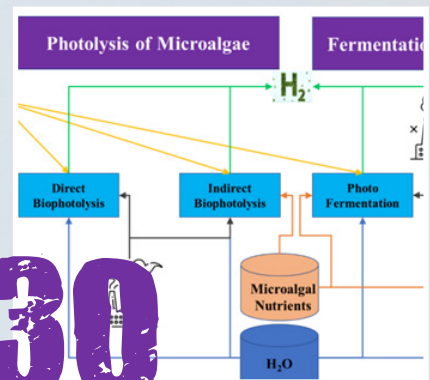 Photolysis of Microalgae
Fermentatio
H₂
Direct
Biophotolysis
Indirect
Biophotolysis
Photo
Fermentation
Microalgal
Nutrients
H₂O
30